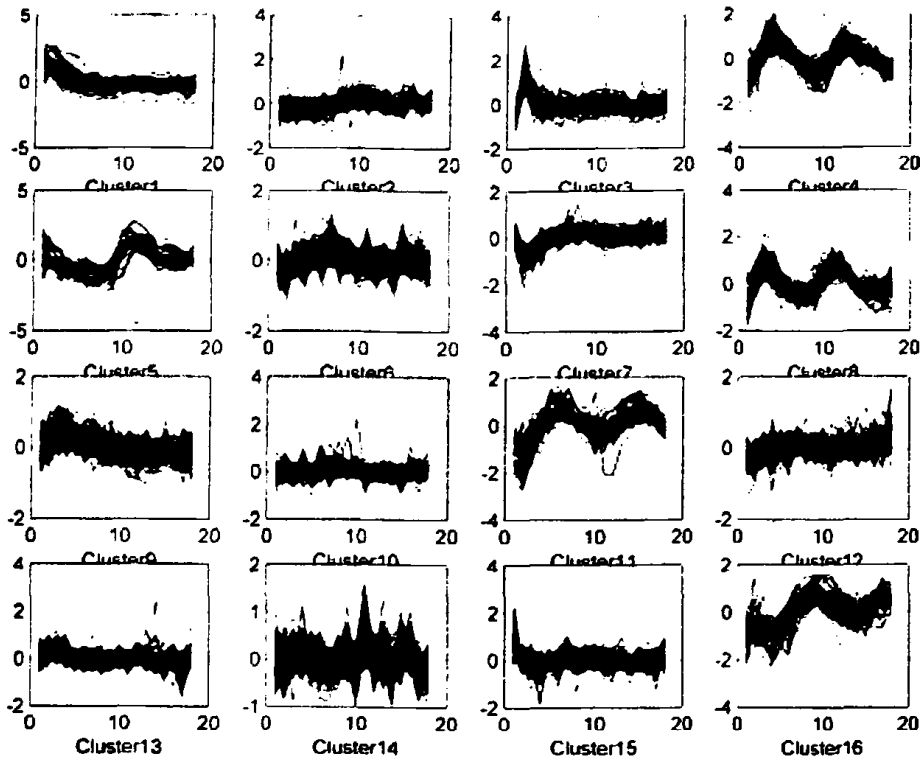 5 4 4 2
2 2 0
0 0 0 -2
-5 -2 -2 -4
0 10 20 0 10 20 0 10 20 0 10 20
Cluster1 Cluster2 Cluster3 Cluster4
5 2 2 4
0 2
0 0 -2 0
-5 -2 -4 -2
0 10 20 0 10 20 0 10 20 0 10 20
Cluster5 Cluster6 Cluster7 Cluster8
2 4 2 2
2 0
0 0 -2 0
-2 -2 -4 -2
0 10 20 0 10 20 0 10 20 0 10 20
Cluster9 Cluster10 Cluster11 Cluster12
4 2 4 2
2 1 2 0
0 0 0 -2
-2 -1 -2 -4
0 10 20 0 10 20 0 10 20 0 10 20
Cluster13 Cluster14 Cluster15 Cluster16